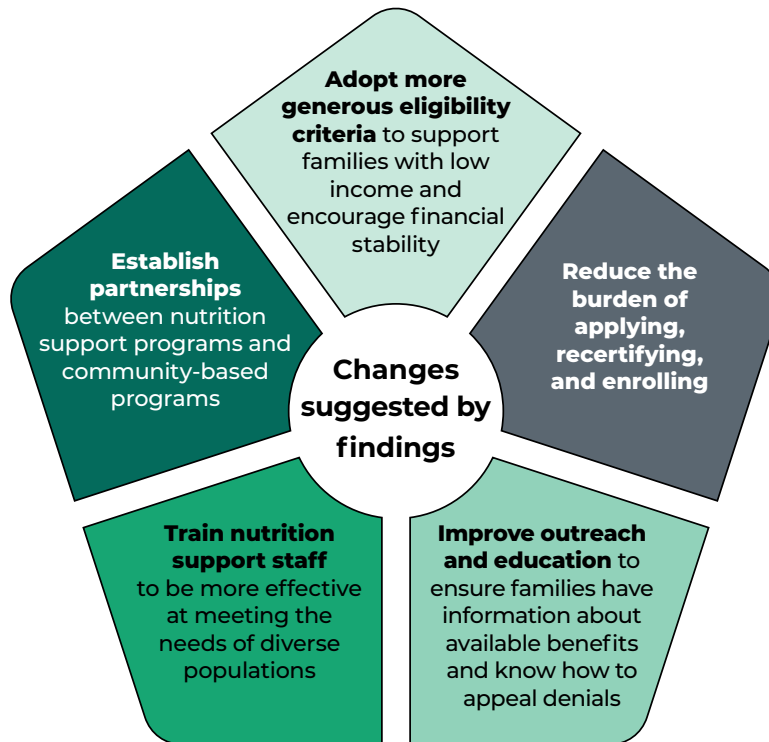 Adopt more
generous eligibility
criteria to support
families with low
income and
encourage financial
stability
Reduce the
burden of
applying,
recertifying,
and enrolling
Improve outreach
and education to
ensure families have
information about
available benefits
and know how to
appeal denials
Train nutrition
support staff
to be more effective
at meeting the
needs of diverse
populations
Establish
partnerships
between nutrition
support programs and
community-based
programs
Changes
suggested by
findings